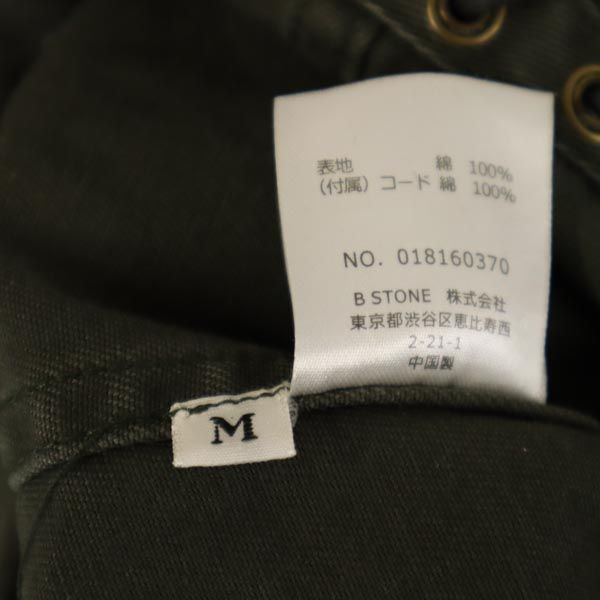 表地 綿 100%
(付属) コード 綿 100%
NO. 018160370
B STONE 株式会社
東京都渋谷区恵比寿西
2-21-1
中国製
M